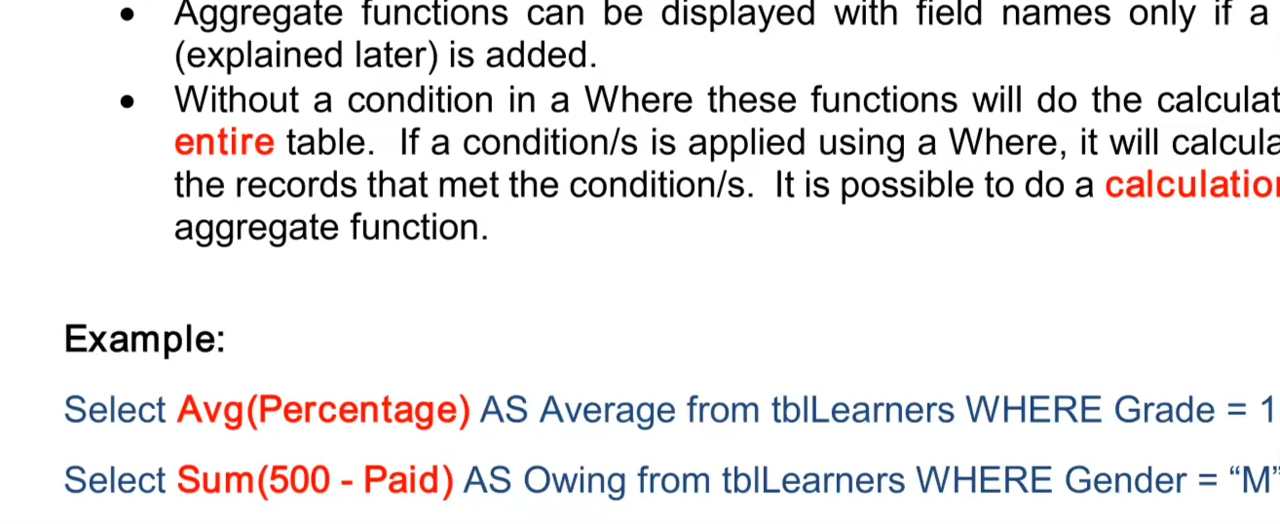 • Aggregate functions can be displayed with field names only if a
(explained later) is added.
• Without a condition in a Where these functions will do the calculat
entire table. If a condition/s is applied using a Where, it will calcula
the records that met the condition/s. It is possible to do a calculation
aggregate function.
Example:
Select Avg(Percentage) AS Average from tblLearners WHERE Grade = 1
Select Sum(500 - Paid) AS Owing from tblLearners WHERE Gender = “M”